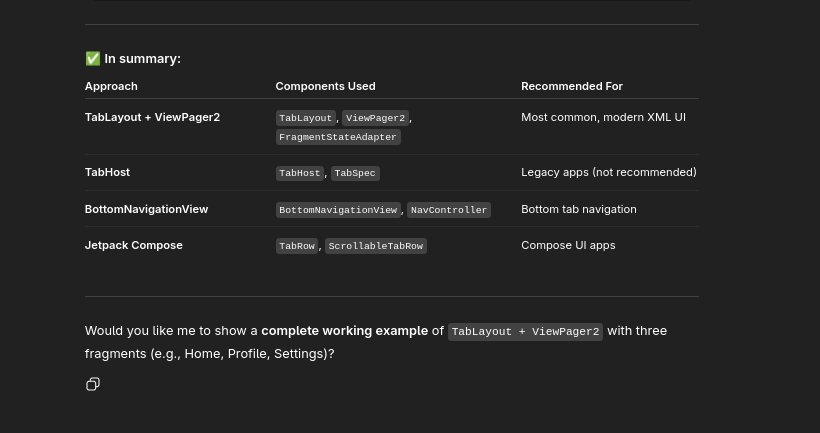 ✅ In summary:
Approach Components Used Recommended For
TabLayout + ViewPager2 TabLayout, ViewPager2, Most common, modern XML UI
FragmentStateAdapter
TabHost TabHost, TabSpec Legacy apps (not recommended)
BottomNavigationView BottomNavigationView, NavController Bottom tab navigation
Jetpack Compose TabRow, ScrollableTabRow Compose UI apps
Would you like me to show a complete working example of TabLayout + ViewPager2 with three
fragments (e.g., Home, Profile, Settings)?